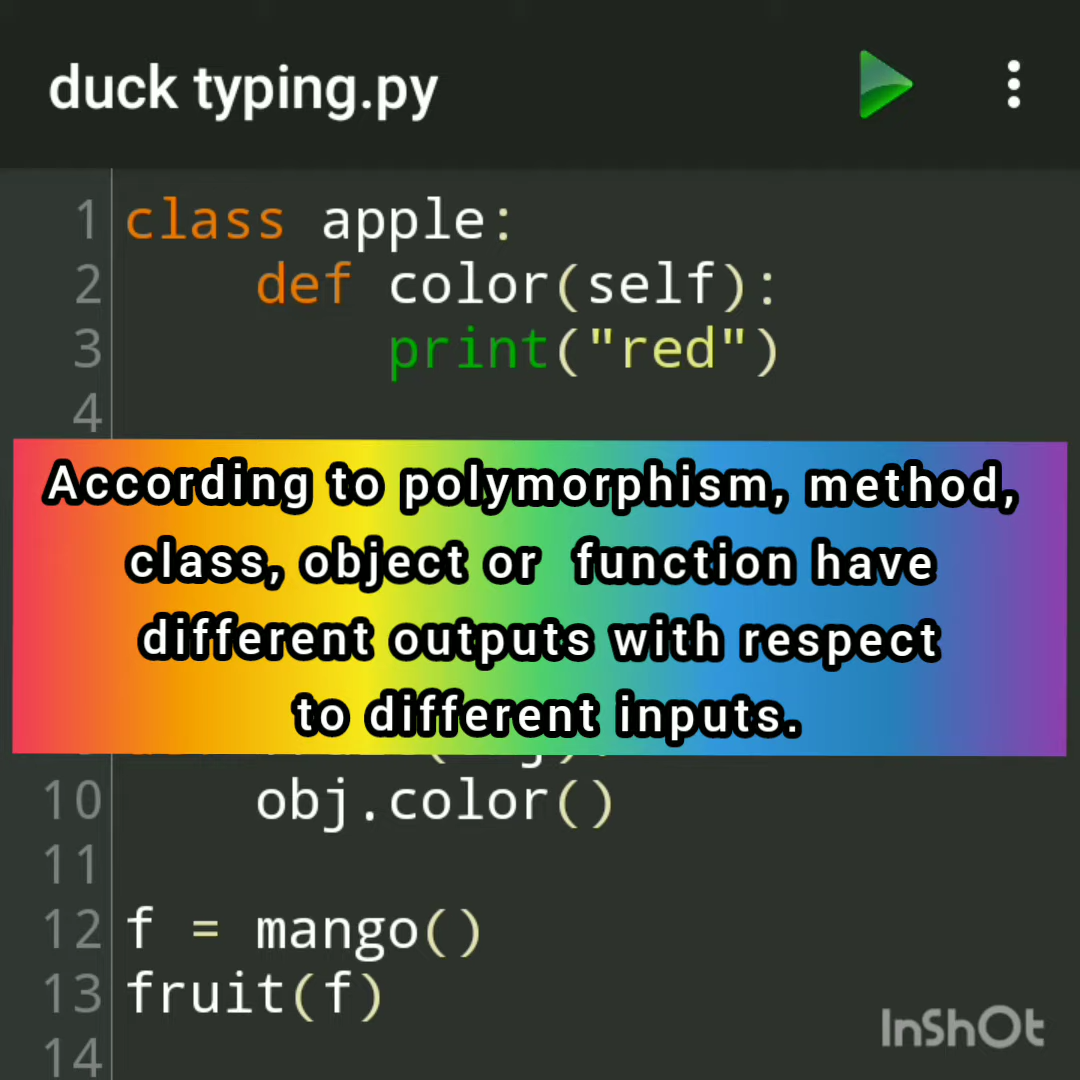 duck typing.py
1 class apple:
2     def color(self):
3         print("red")
4
According to polymorphism, method,
class, object or function have
different outputs with respect
to different inputs.
10     obj.color()
11
12 f = mango()
13 fruit(f)
14
InShOt